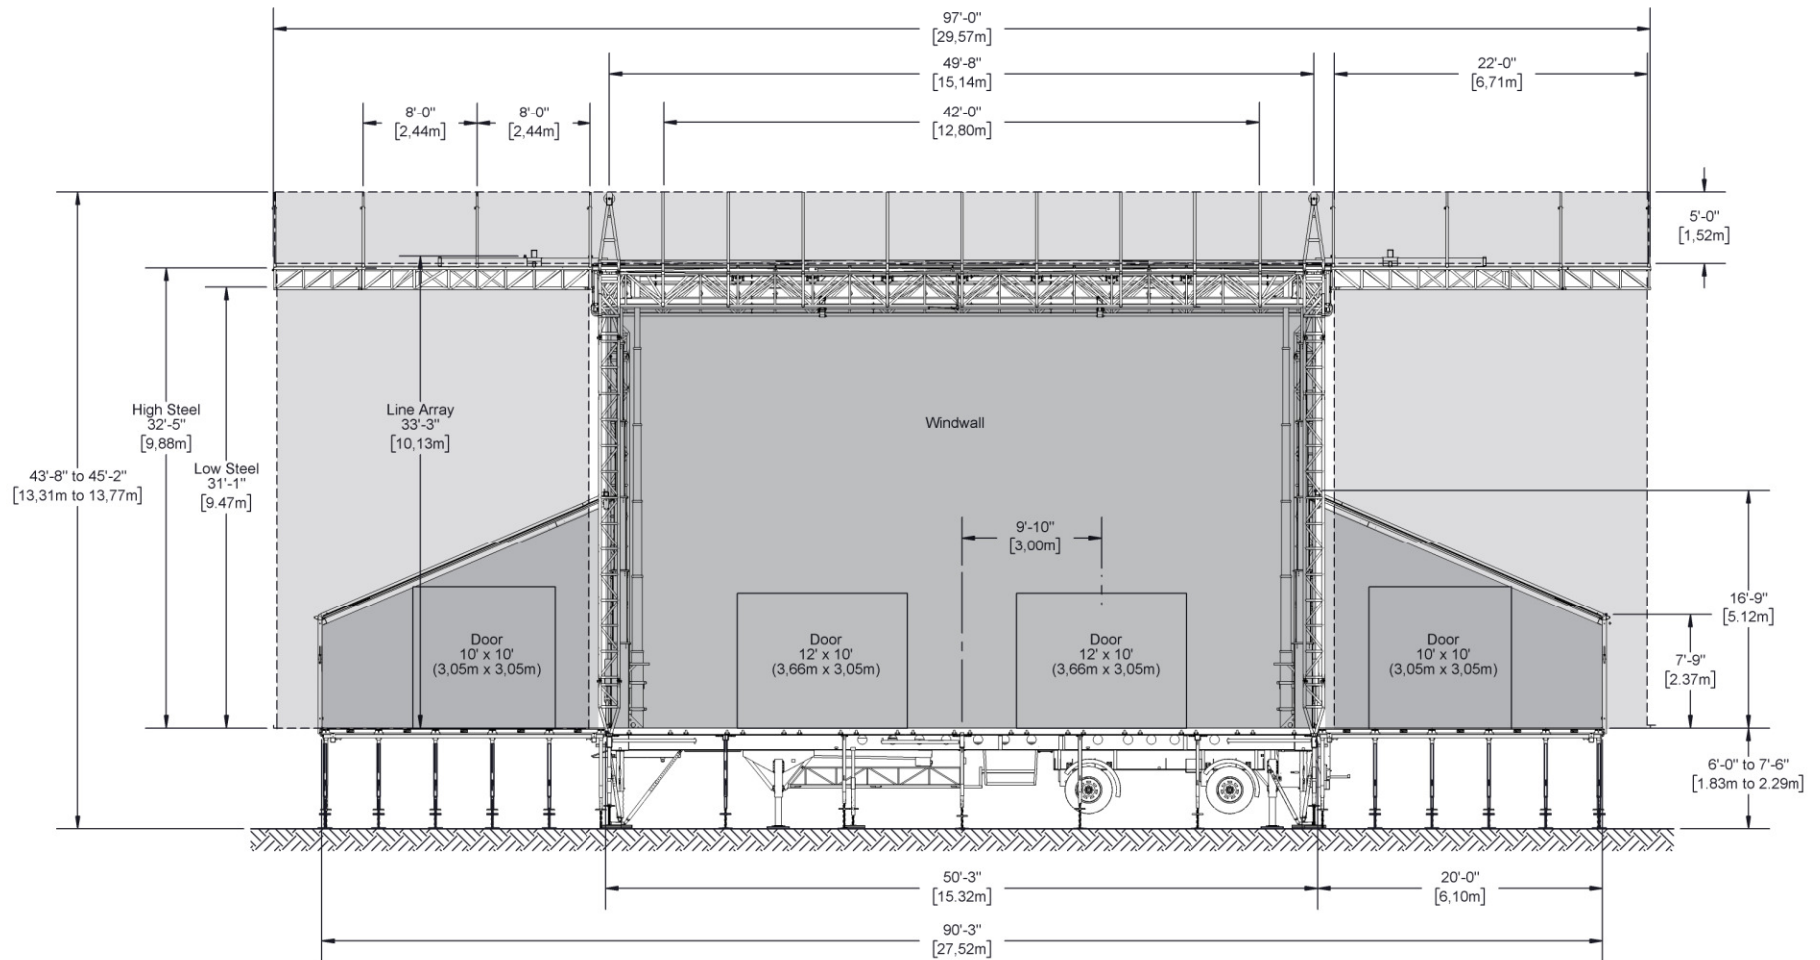 97'-0"
[29,57m]
49'-8"
[15,14m]
22'-0"
[6,71m]
8'-0"
[2,44m]
8'-0"
[2,44m]
42'-0"
[12,80m]
5'-0"
[1,52m]
High Steel
32'-5"
[9,88m]
Line Array
33'-3"
[10,13m]
Windwall
Low Steel
31'-1"
[9.47m]
43'-8" to 45'-2"
[13,31m to 13,77m]
9'-10"
[3,00m]
16'-9"
[5.12m]
7'-9"
[2.37m]
Door
10' x 10'
(3,05m x 3,05m)
Door
12' x 10'
(3,66m x 3,05m)
Door
12' x 10'
(3,66m x 3,05m)
Door
10' x 10'
(3,05m x 3,05m)
6'-0" to 7'-6"
[1.83m to 2.29m]
50'-3"
[15.32m]
20'-0"
[6,10m]
90'-3"
[27,52m]